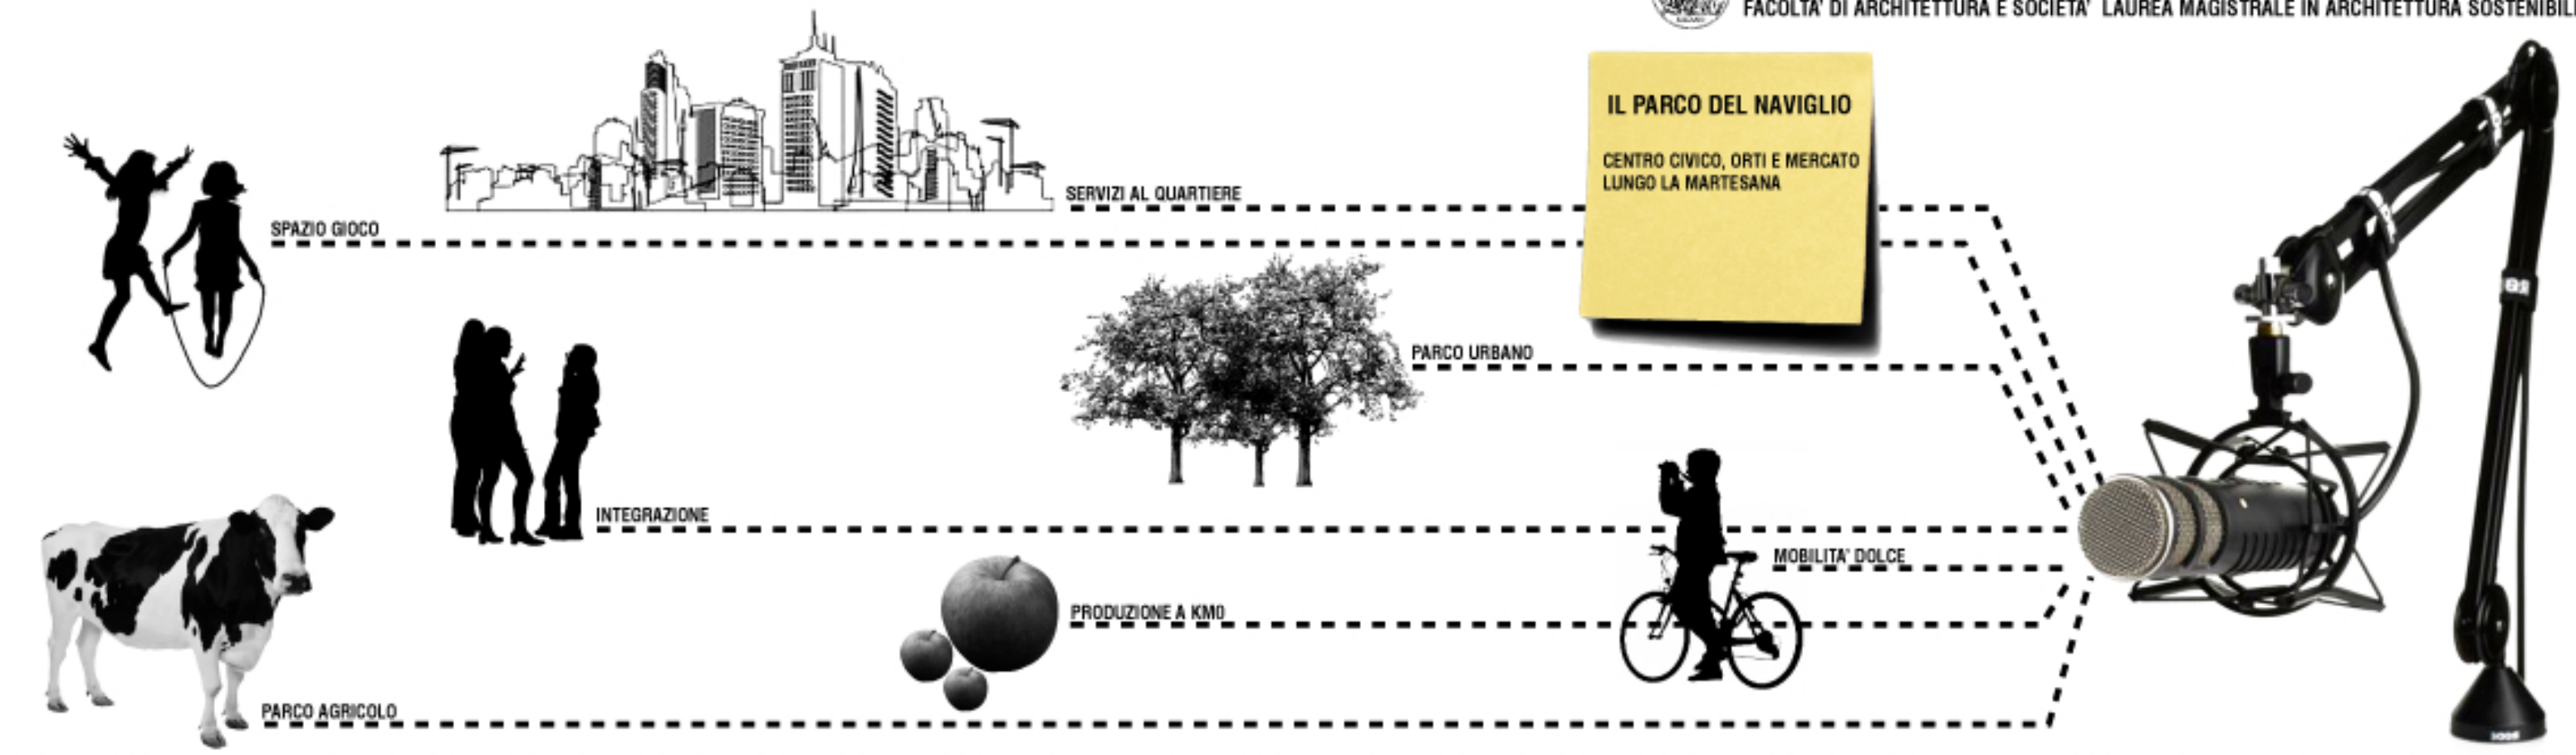 FACOLTA' DI ARCHITETTURA E SOCIETA' LAUREA MAGISTRALE IN ARCHITETTURA
IL PARCO DEL NAVIGLIO
CENTRO CIVICO, ORTI E MERCATO
LUNGO LA MARTESANA
SERVIZI AL QUARTIERE
SPAZIO GIOCO
PARCO URBANO
INTEGRAZIONE
MOBILITA' DOLCE
PRODUZIONE A KM0
PARCO AGRICOLO